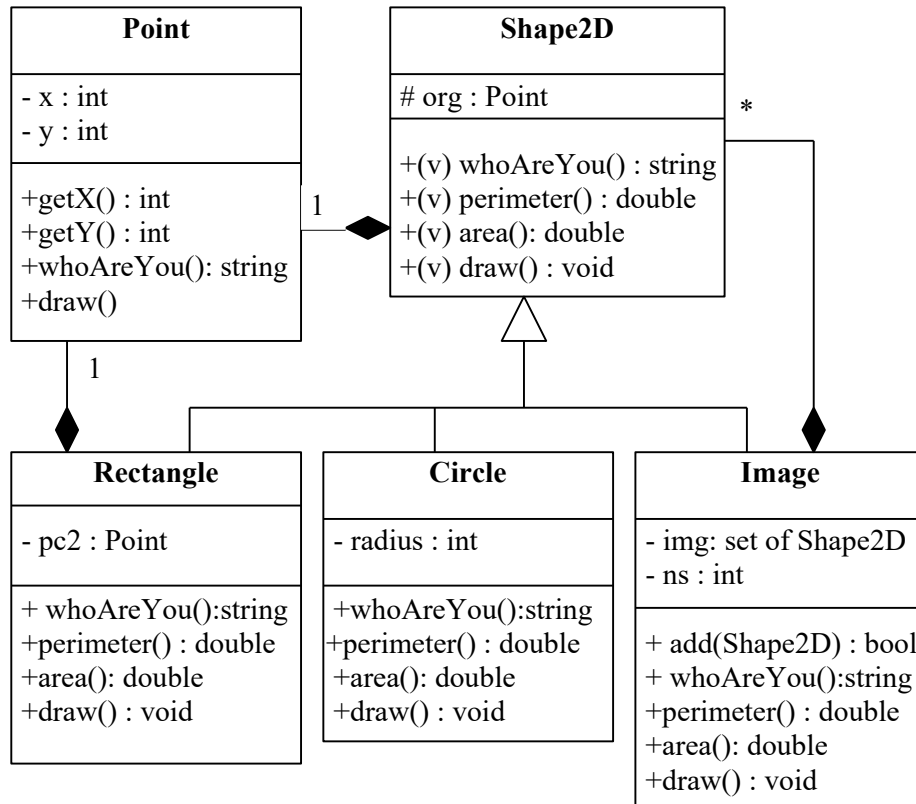 Point
- x : int
- y : int
+getX() : int
+getY() : int
+whoAreYou(): string
+draw()
1
1
Shape2D
# org : Point
+(v) whoAreYou() : string
+(v) perimeter() : double
+(v) area(): double
+(v) draw() : void
*
Rectangle
- pc2 : Point
+ whoAreYou():string
+perimeter() : double
+area(): double
+draw() : void
Circle
- radius : int
+whoAreYou():string
+perimeter() : double
+area(): double
+draw() : void
Image
- img: set of Shape2D
- ns : int
+ add(Shape2D) : bool
+ whoAreYou():string
+perimeter() : double
+area(): double
+draw() : void